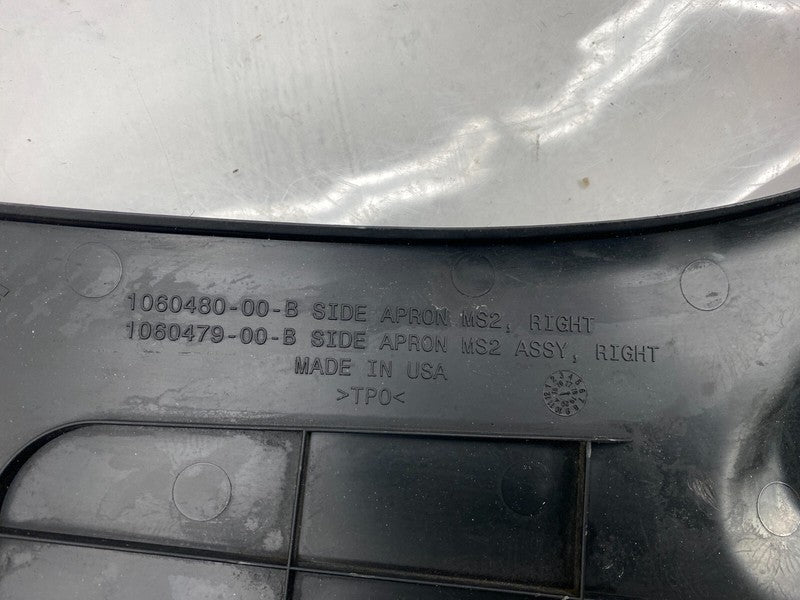 1060480-00-B SIDE APRON MS2, RIGHT
1060479-00-B SIDE APRON MS2 ASSY, RIGHT
MADE IN USA
>TPO<